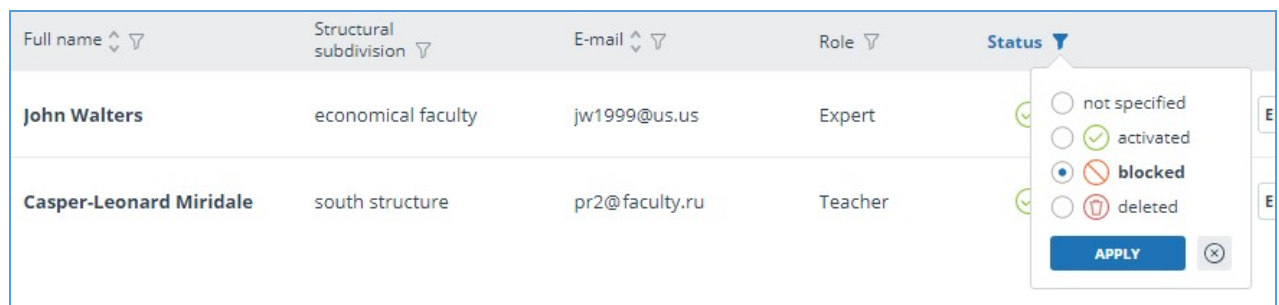 Full name
Structural
subdivision
E-mail
Role
Status
John Walters
economical faculty
jw1999@us.us
Expert
Casper-Leonard Miridale
south structure
pr2@faculty.ru
Teacher
not specified
activated
blocked
deleted
APPLY
E
E